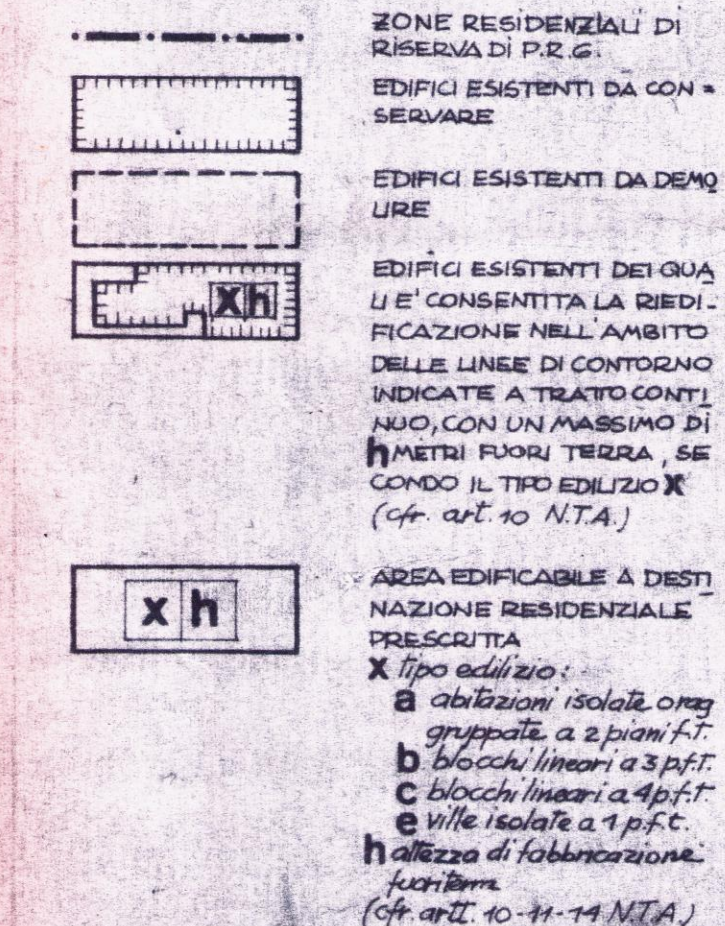 ZONE RESIDENZIALI DI
RISERVA DI P.R.G.
EDIFICI ESISTENTI DA CON=
SERVARE
EDIFICI ESISTENTI DA DEMO
LIRE
X h
EDIFICI ESISTENTI DEI QUA
LI E' CONSENTITA LA RIEDI-
FICAZIONE NELL'AMBITO
DELLE LINEE DI CONTORNO
INDICATE A TRATTO CONTI
NUO, CON UN MASSIMO DI
h METRI FUORI TERRA, SE
CONDO IL TIPO EDILIZIO X
(cfr. art. 10 N.T.A.)
x h
AREA EDIFICABILE A DESTI
NAZIONE RESIDENZIALE
PRESCRITTA
X tipo edilizio:
a abitazioni isolate o rag
gruppate a 2 piani f.t.
b blocchi lineari a 3 p.f.t.
c blocchi lineari a 4 p.f.t.
e ville isolate a 1 p.f.t.
h altezza di fabbricazione
fuori terra
(cfr. artt. 10-11-14 N.T.A.)